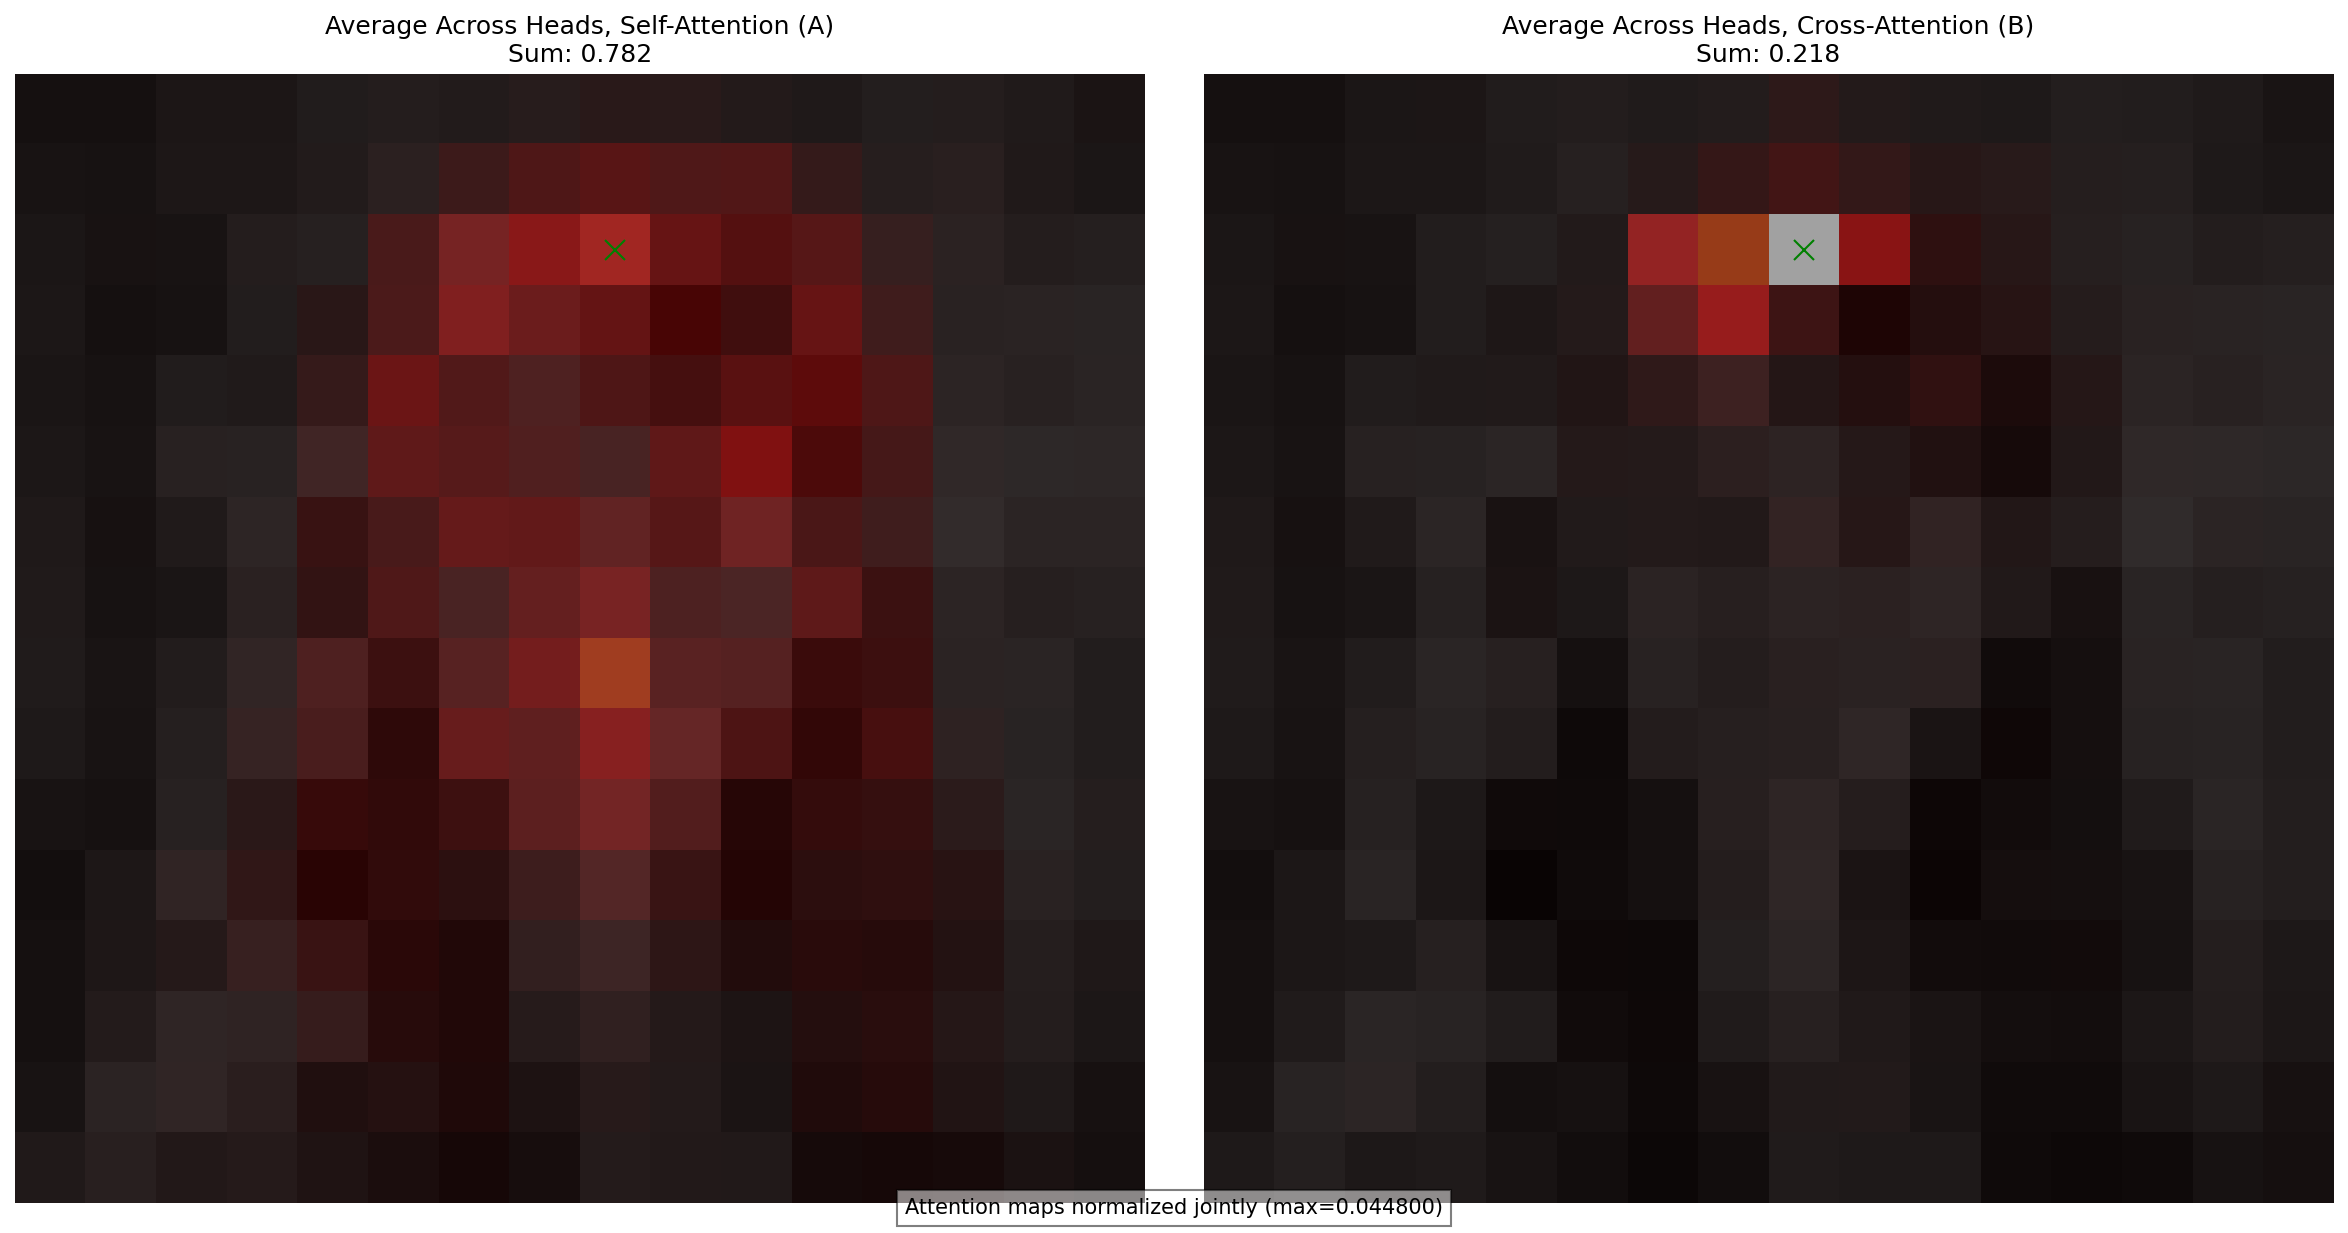 Average Across Heads, Self-Attention (A)
Sum: 0.782
Average Across Heads, Cross-Attention (B)
Sum: 0.218
Attention maps normalized jointly (max=0.044800)